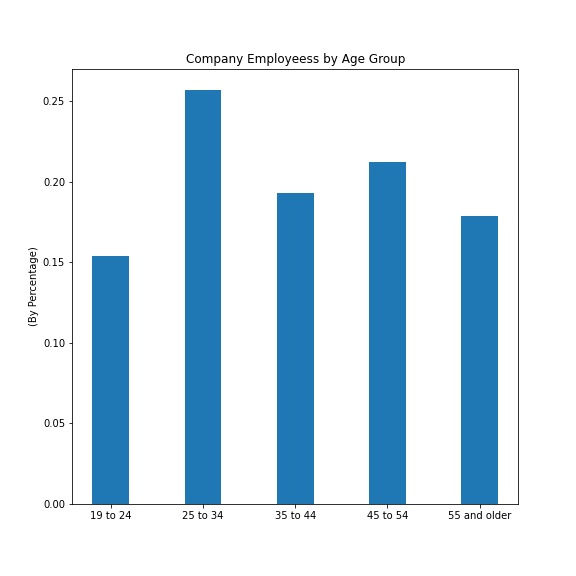 Company Employeess by Age Group
(By Percentage)
0.25
0.20
0.15
0.10
0.05
0.00
19 to 24
25 to 34
35 to 44
45 to 54
55 and older